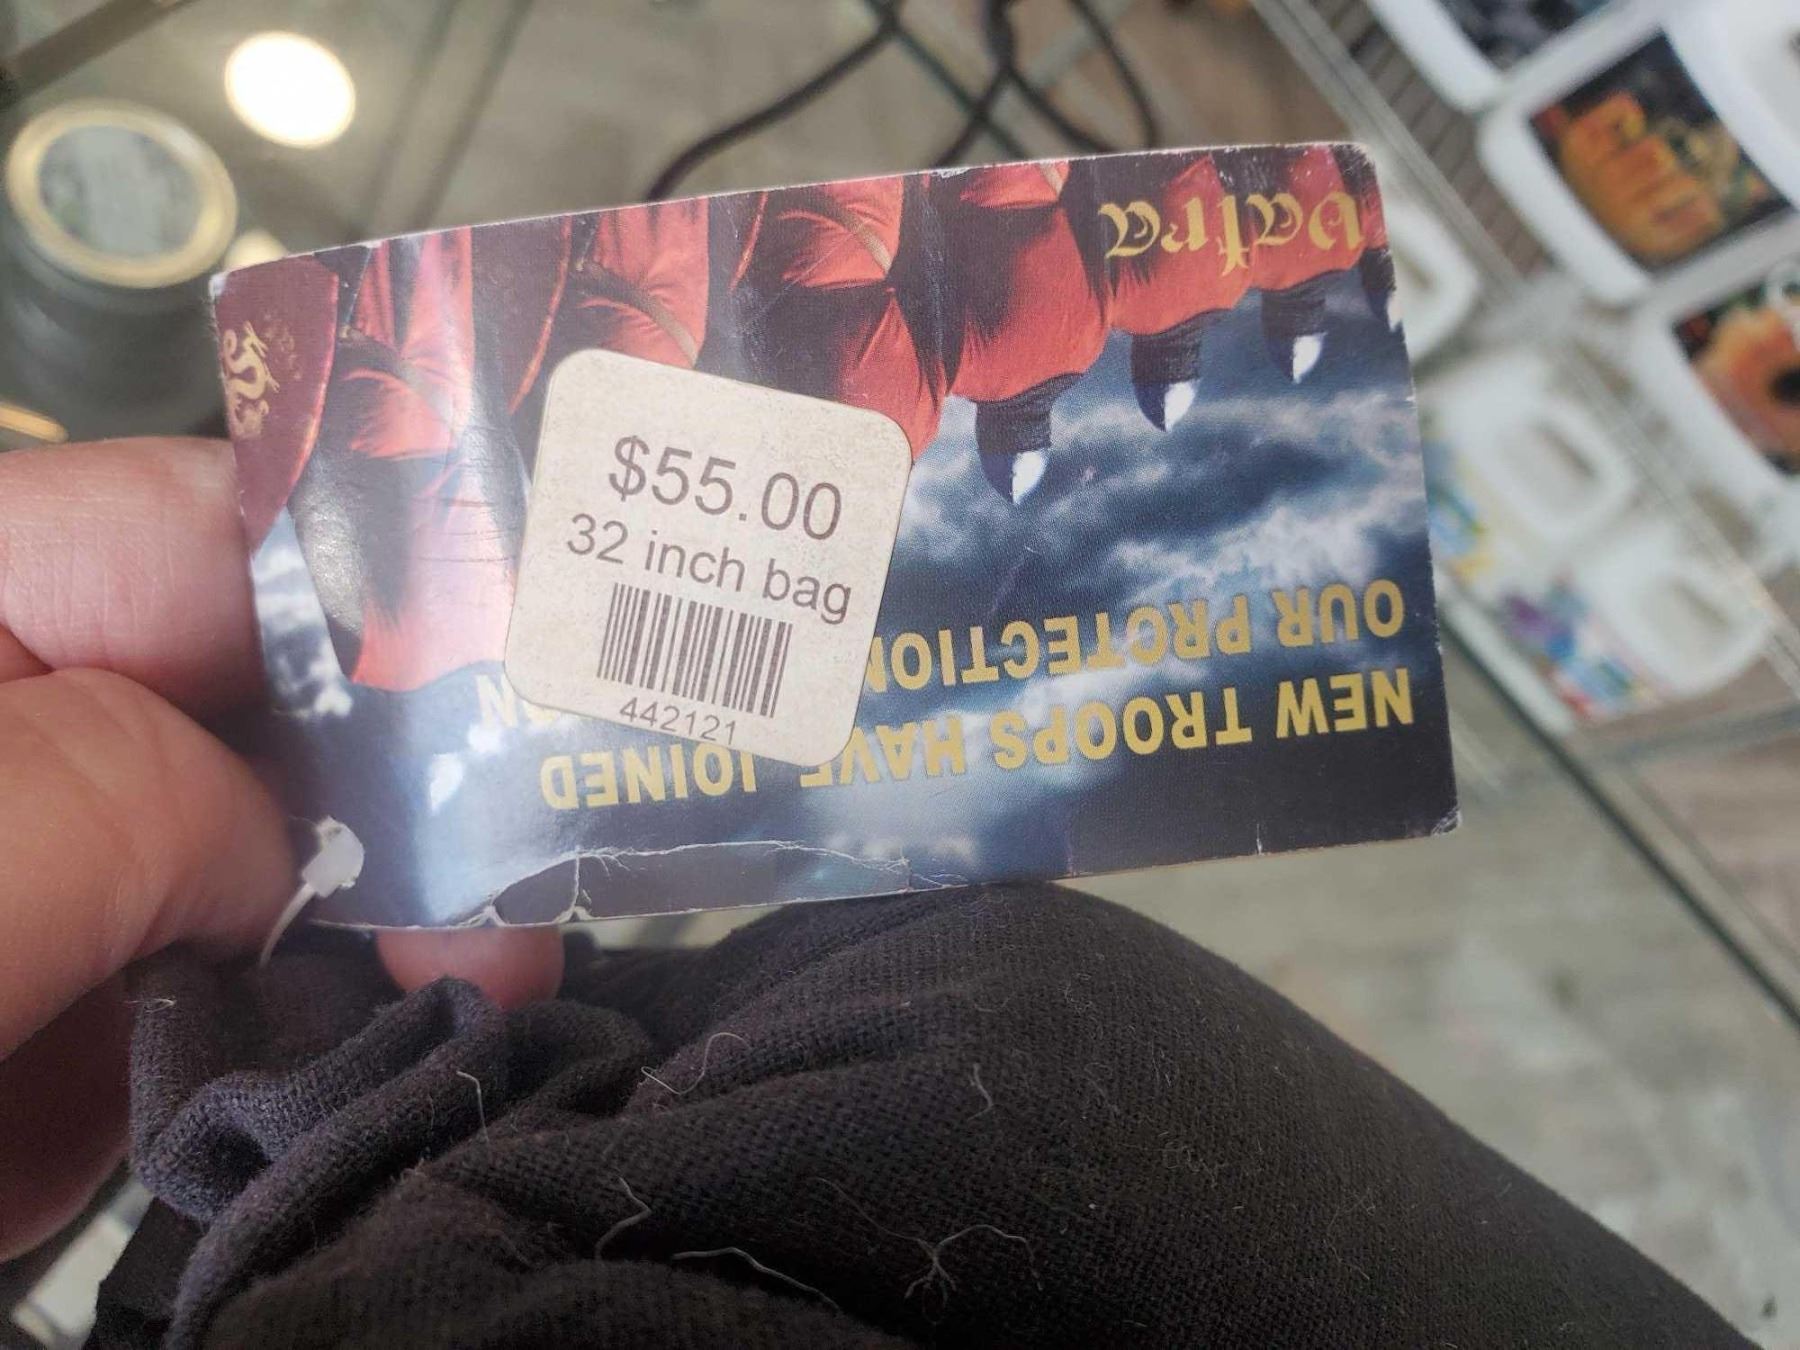 $55.00
32 inch bag
442121
NEW TROOPS HAVE JOINED
OUR PROTECTION
Vatra